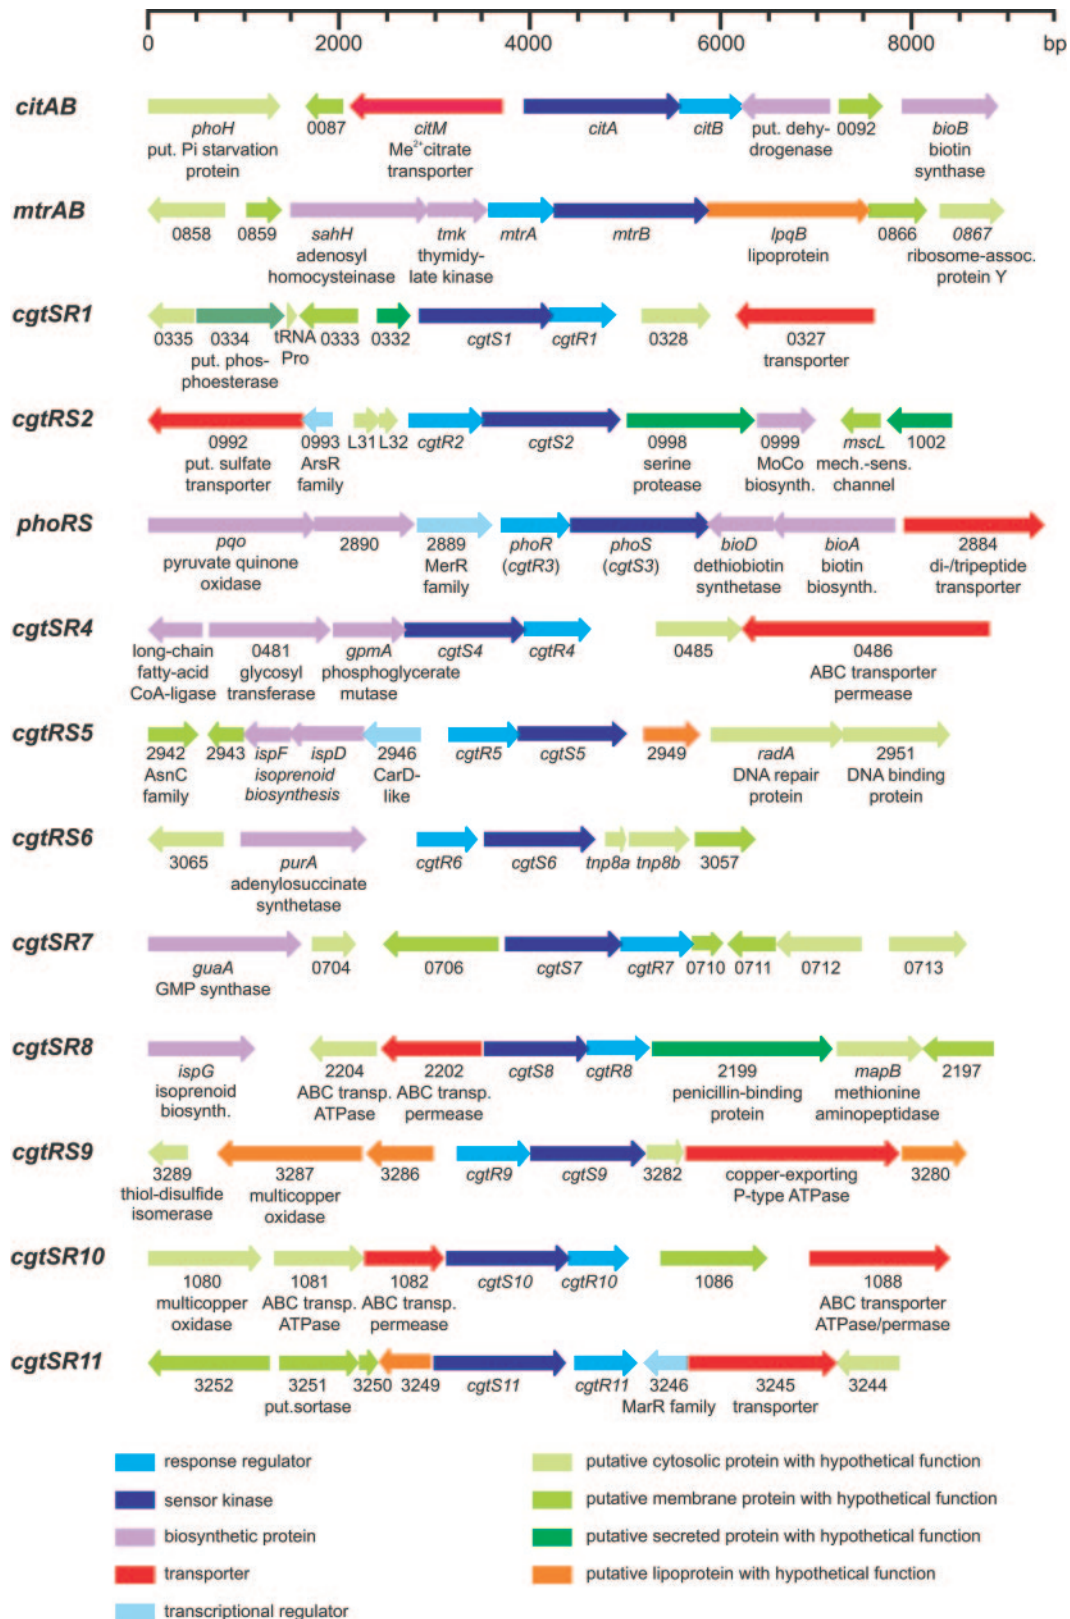 0 2000 4000 6000 8000 bp
citAB
phoH 0087 citM citA citB put. dehy- 0092 bioB
put. Pi starvation Me2+citrate drogenase biotin
protein transporter synthase
mtrAB
0858 0859 sahH tmk mtrA mtrB lpqB 0866 0867
adenosyl thymidy- lipoprotein ribosome-assoc.
homocysteinase late kinase protein Y
cgtSR1
0335 0334 tRNA 0333 0332 cgtS1 cgtR1 0328 0327
put. phos- Pro transporter
phoesterase
cgtRS2
0992 0993 L31 L32 cgtR2 cgtS2 0998 0999 mscL 1002
put. sulfate ArsR serine MoCo mech.-sens.
transporter family protease biosynth. channel
phoRS
pqo 2890 2889 phoR phoS bioD bioA 2884
pyruvate quinone MerR (cgtR3) (cgtS3) dethiobiotin biotin di-/tripeptide
oxidase family synthetase biosynth. transporter
cgtSR4
long-chain 0481 gpmA cgtS4 cgtR4 0485 0486
fatty-acid glycosyl phosphoglycerate ABC transporter
CoA-ligase transferase mutase permease
cgtRS5
2942 2943 ispF ispD 2946 cgtR5 cgtS5 2949 radA 2951
AsnC isoprenoid CarD- DNA repair DNA binding
family biosynthesis like protein protein
cgtRS6
3065 purA cgtR6 cgtS6 tnp8a tnp8b 3057
adenylosuccinate
synthetase
cgtSR7
guaA 0704 0706 cgtS7 cgtR7 0710 0711 0712 0713
GMP synthase
cgtSR8
ispG 2204 2202 cgtS8 cgtR8 2199 mapB 2197
isoprenoid ABC transp. ABC transp. penicillin-binding methionine
biosynth. ATPase permease protein aminopeptidase
cgtRS9
3289 3287 3286 cgtR9 cgtS9 3282 copper-exporting 3280
thiol-disulfide multicopper P-type ATPase
isomerase oxidase
cgtSR10
1080 1081 1082 cgtS10 cgtR10 1086 1088
multicopper ABC transp. ABC transp. ABC transporter
oxidase ATPase permease ATPase/permase
cgtSR11
3252 3251 3250 3249 cgtS11 cgtR11 3246 3245 3244
put.sortase MarR family transporter
response regulator
sensor kinase
biosynthetic protein
transporter
transcriptional regulator
putative cytosolic protein with hypothetical function
putative membrane protein with hypothetical function
putative secreted protein with hypothetical function
putative lipoprotein with hypothetical function